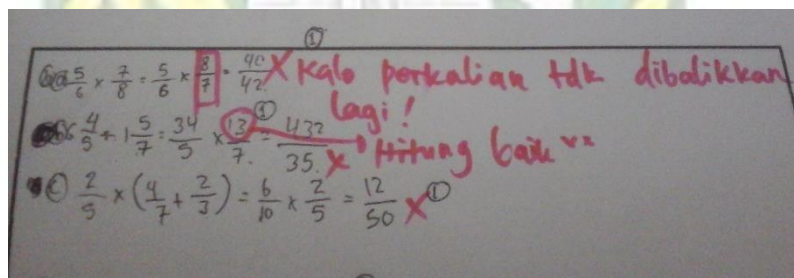 ①
a 5/6 × 7/8 = 5/6 × 8/7 = 40/42 X Kalo perkalian tdk dibalikkan lagi!
b 6 4/5 × 1 5/7 = 34/5 × 13/7 = 432/35 X Hitung baik²
①
c 2/5 × (4/7 + 2/3) = 6/10 × 2/5 = 12/50 X ①